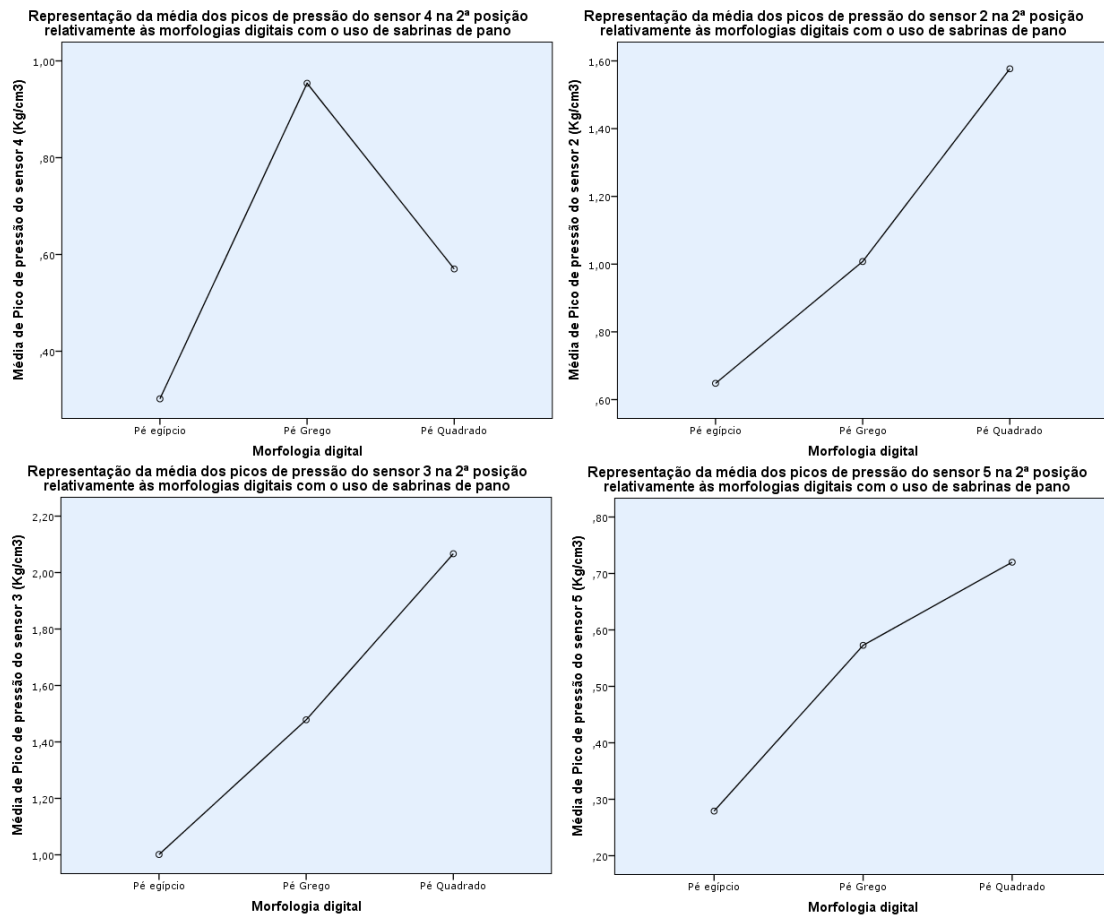 Representação da média dos picos de pressão do sensor 4 na 2ª posição
relativamente às morfologias digitais com o uso de sabrinas de pano
Média de Pico de pressão do sensor 4 (Kg/cm3)
1,00
,80
,60
,40
Pé egípcio
Pé Grego
Pé Quadrado
Morfologia digital
Representação da média dos picos de pressão do sensor 2 na 2ª posição
relativamente às morfologias digitais com o uso de sabrinas de pano
Média de Pico de pressão do sensor 2 (Kg/cm3)
1,60
1,40
1,20
1,00
,80
,60
Pé egípcio
Pé Grego
Pé Quadrado
Morfologia digital
Representação da média dos picos de pressão do sensor 3 na 2ª posição
relativamente às morfologias digitais com o uso de sabrinas de pano
Média de Pico de pressão do sensor 3 (Kg/cm3)
2,20
2,00
1,80
1,60
1,40
1,20
1,00
Pé egípcio
Pé Grego
Pé Quadrado
Morfologia digital
Representação da média dos picos de pressão do sensor 5 na 2ª posição
relativamente às morfologias digitais com o uso de sabrinas de pano
Média de Pico de pressão do sensor 5 (Kg/cm3)
,80
,70
,60
,50
,40
,30
,20
Pé egípcio
Pé Grego
Pé Quadrado
Morfologia digital